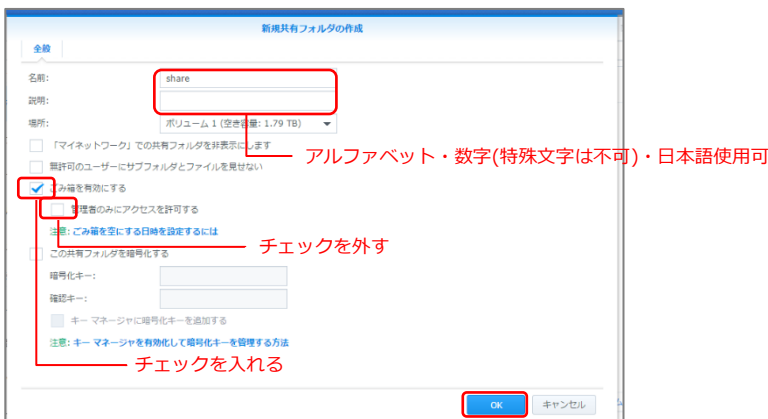 新規共有フォルダの作成
全般
名前: share
説明:
場所: ボリューム 1 (空き容量: 1.79 TB)
「マイネットワーク」での共有フォルダを非表示にします
アルファベット・数字(特殊文字は不可)・日本語使用可
無許可のユーザーにサブフォルダとファイルを見せない
ごみ箱を有効にする
管理者のみにアクセスを許可する
注意: ごみ箱を空にする日時を設定するには
チェックを外す
この共有フォルダを暗号化する
暗号化キー:
確認キー:
キー マネージャに暗号化キーを追加する
注意: キー マネージャを有効化して暗号化キーを管理する方法
チェックを入れる
OK キャンセル